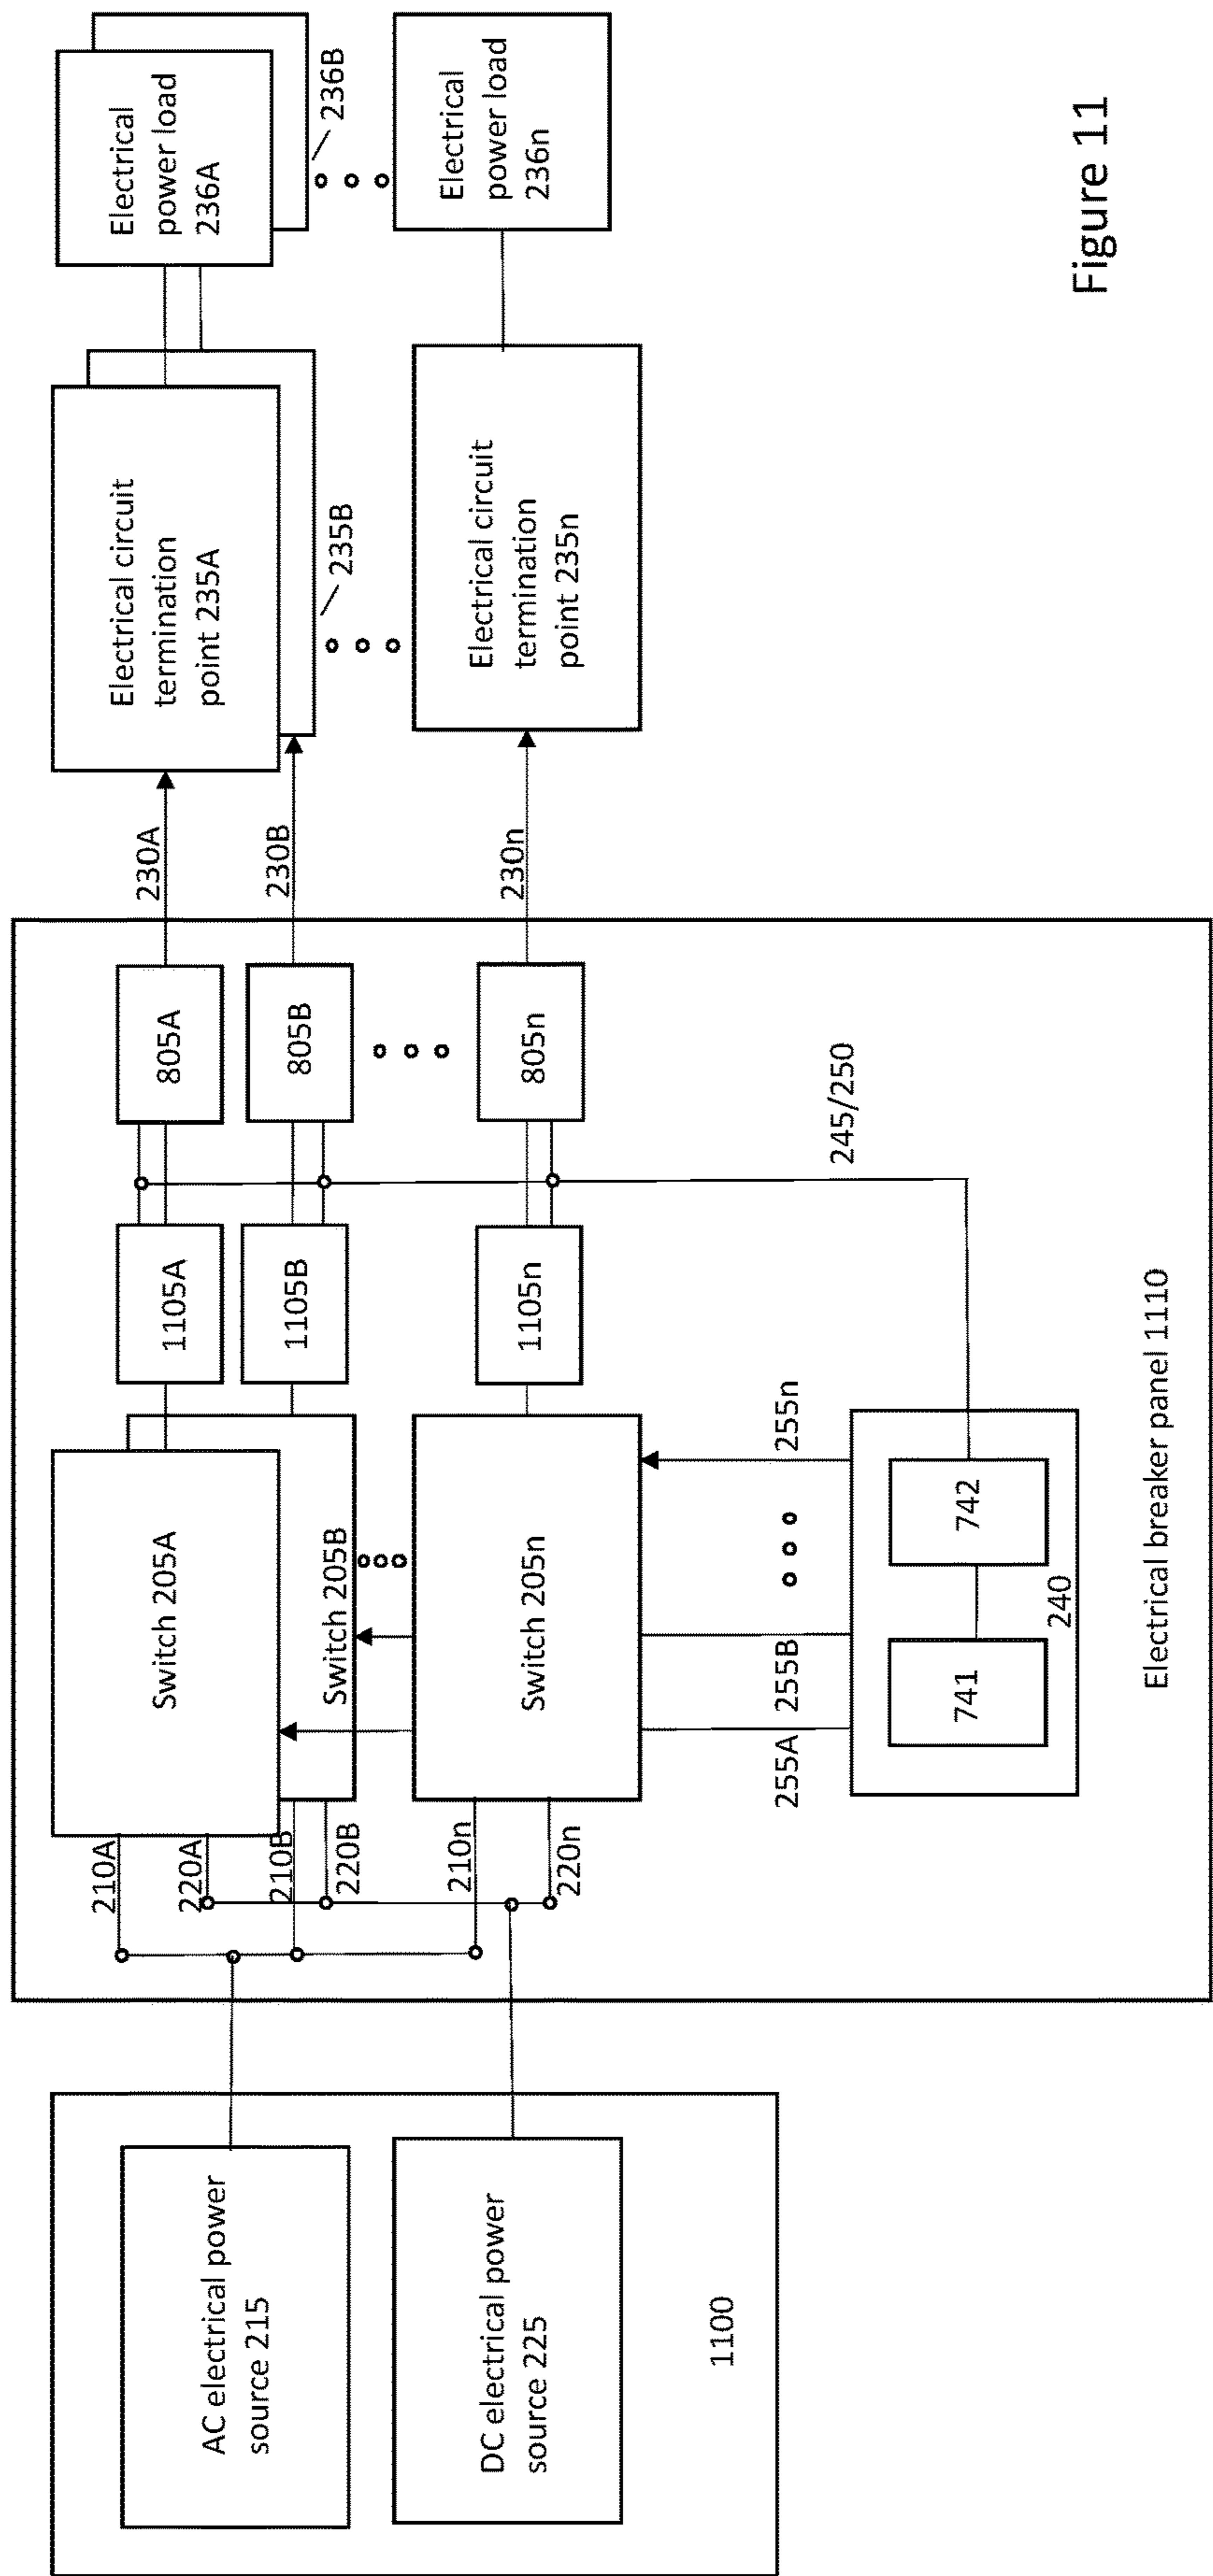 AC electrical power
source 215
DC electrical power
source 225
1100
210A
220A
210B
220B
210n
220n
Switch 205A
Switch 205B
Switch 205n
255A
255B
255n
741
742
240
1105A
1105B
1105n
805A
805B
805n
245/250
Electrical breaker panel 1110
230A
230B
230n
Electrical circuit
termination
point 235A
235B
Electrical circuit
termination
point 235n
Electrical
power load
236A
236B
Electrical
power load
236n
Figure 11